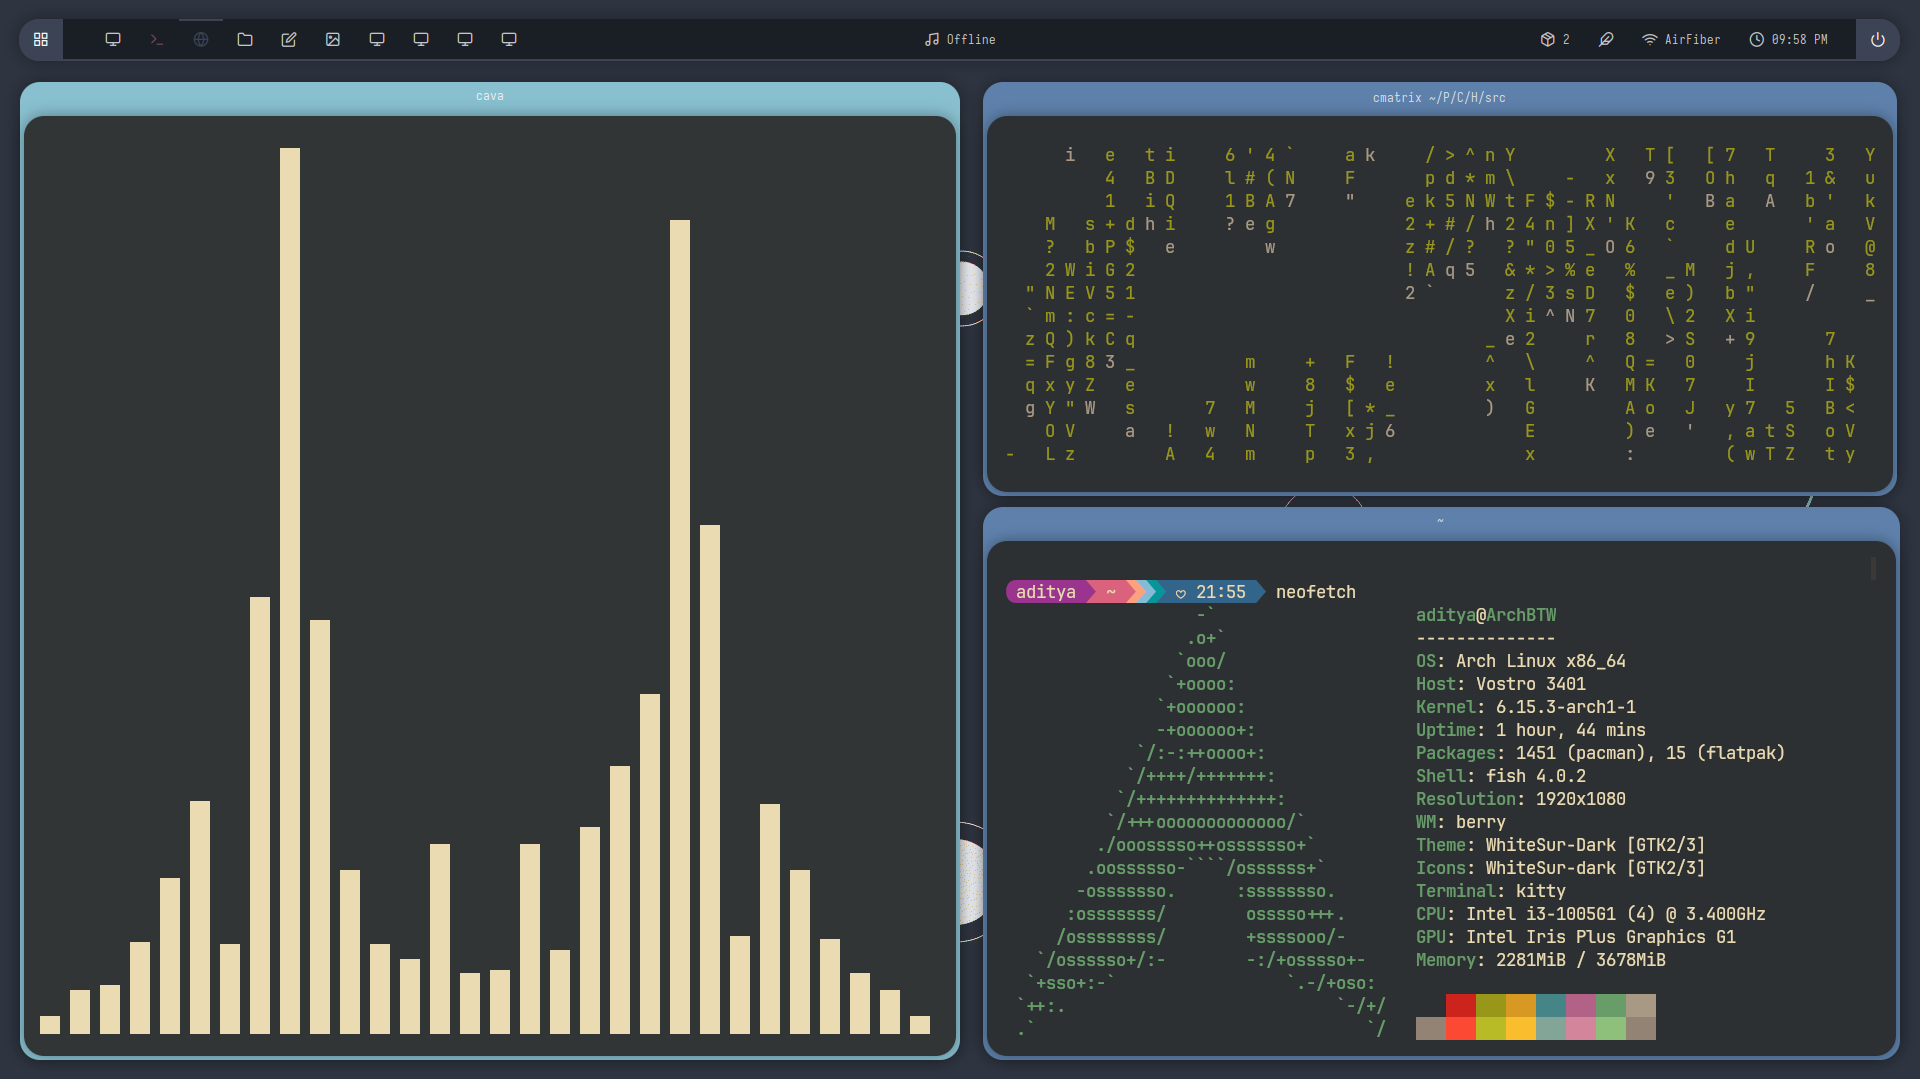 Offline
2
AirFiber
09:58 PM
cava
cmatrix ~/P/C/H/src
i e t i 6 ' 4 ` a k / > ^ n Y X T [ [ 7 T 3 Y
4 B D l # ( N F p d * m \ - x 9 3 O h q 1 & u
1 i Q 1 B A 7 " e k 5 N W t F $ - R N ' B a A b ' k
M s + d h i ? e g 2 + # / h 2 4 n ] X ' K c e ' a V
? b P $ e w z # / ? ? " 0 5 _ O 6 ` d U R o @
2 W i G 2 ! A q 5 & * > % e % _ M j , F 8
" N E V 5 1 2 ` z / 3 s D $ e ) b " / _
` m : c = - X i ^ N 7 0 \ 2 X i
z Q ) k C q _ e 2 r 8 > S + 9 7
= F g 8 3 _ m + F ! ^ \ ^ Q = 0 j h K
q x y Z e w 8 $ e x l K M K 7 I I $
g Y " W s 7 M j [ * _ ) G A o J y 7 5 B <
O V a ! w N T x j 6 E ) e ' , a t S o V
- L z A 4 m p 3 , x : ( w T Z t y
~
aditya ~ ♡ 21:55 neofetch
-` aditya@ArchBTW
.o+` --------------
`ooo/ OS: Arch Linux x86_64
`+oooo: Host: Vostro 3401
`+oooooo: Kernel: 6.15.3-arch1-1
-+oooooo+: Uptime: 1 hour, 44 mins
`/:-:++oooo+: Packages: 1451 (pacman), 15 (flatpak)
`/++++/+++++++: Shell: fish 4.0.2
`/++++++++++++++: Resolution: 1920x1080
`/+++ooooooooooooo/` WM: berry
./ooosssso++osssssso+` Theme: WhiteSur-Dark [GTK2/3]
.oossssso-````/ossssss+` Icons: WhiteSur-dark [GTK2/3]
-osssssso. :ssssssso. Terminal: kitty
:osssssss/ osssso+++. CPU: Intel i3-1005G1 (4) @ 3.400GHz
/ossssssss/ +ssssooo/- GPU: Intel Iris Plus Graphics G1
`/ossssso+/:- -:/+osssso+- Memory: 2281MiB / 3678MiB
`+sso+:-` `.-/+oso:
`++:. `-/+/
.` `/